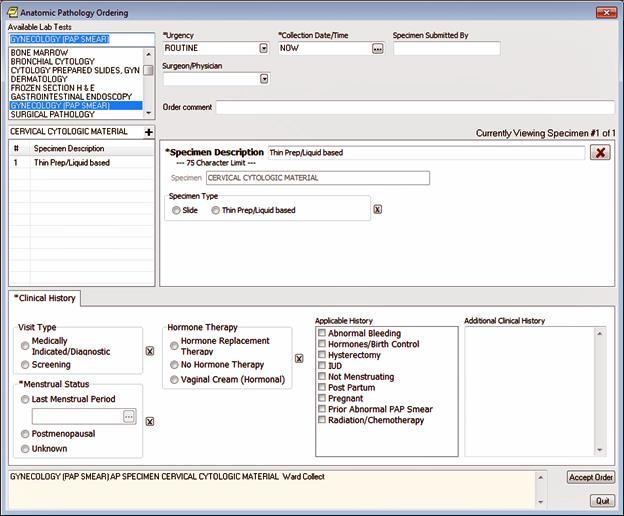 Anatomic Pathology Ordering
Available Lab Tests
GYNECOLOGY (PAP SMEAR)
BONE MARROW
BRONCHIAL CYTOLOGY
CYTOLOGY PREPARED SLIDES, GYN
DERMATOLOGY
FROZEN SECTION H & E
GASTROINTESTINAL ENDOSCOPY
GYNECOLOGY (PAP SMEAR)
SURGICAL PATHOLOGY
*Urgency
ROUTINE
*Collection Date/Time
NOW
Specimen Submitted By
Surgeon/Physician
Order comment
CERVICAL CYTOLOGIC MATERIAL
Currently Viewing Specimen #1 of 1
# Specimen Description
1 Thin Prep/Liquid based
*Specimen Description Thin Prep/Liquid based
--- 75 Character Limit ---
Specimen CERVICAL CYTOLOGIC MATERIAL
Specimen Type
Slide Thin Prep/Liquid based
*Clinical History
Visit Type
Medically
Indicated/Diagnostic
Screening
*Menstrual Status
Last Menstrual Period
Postmenopausal
Unknown
Hormone Therapy
Hormone Replacement
Therapy
No Hormone Therapy
Vaginal Cream (Hormonal)
Applicable History
Abnormal Bleeding
Hormones/Birth Control
Hysterectomy
IUD
Not Menstruating
Post Partum
Pregnant
Prior Abnormal PAP Smear
Radiation/Chemotherapy
Additional Clinical History
GYNECOLOGY (PAP SMEAR) AP SPECIMEN CERVICAL CYTOLOGIC MATERIAL Ward Collect
Accept Order
Quit